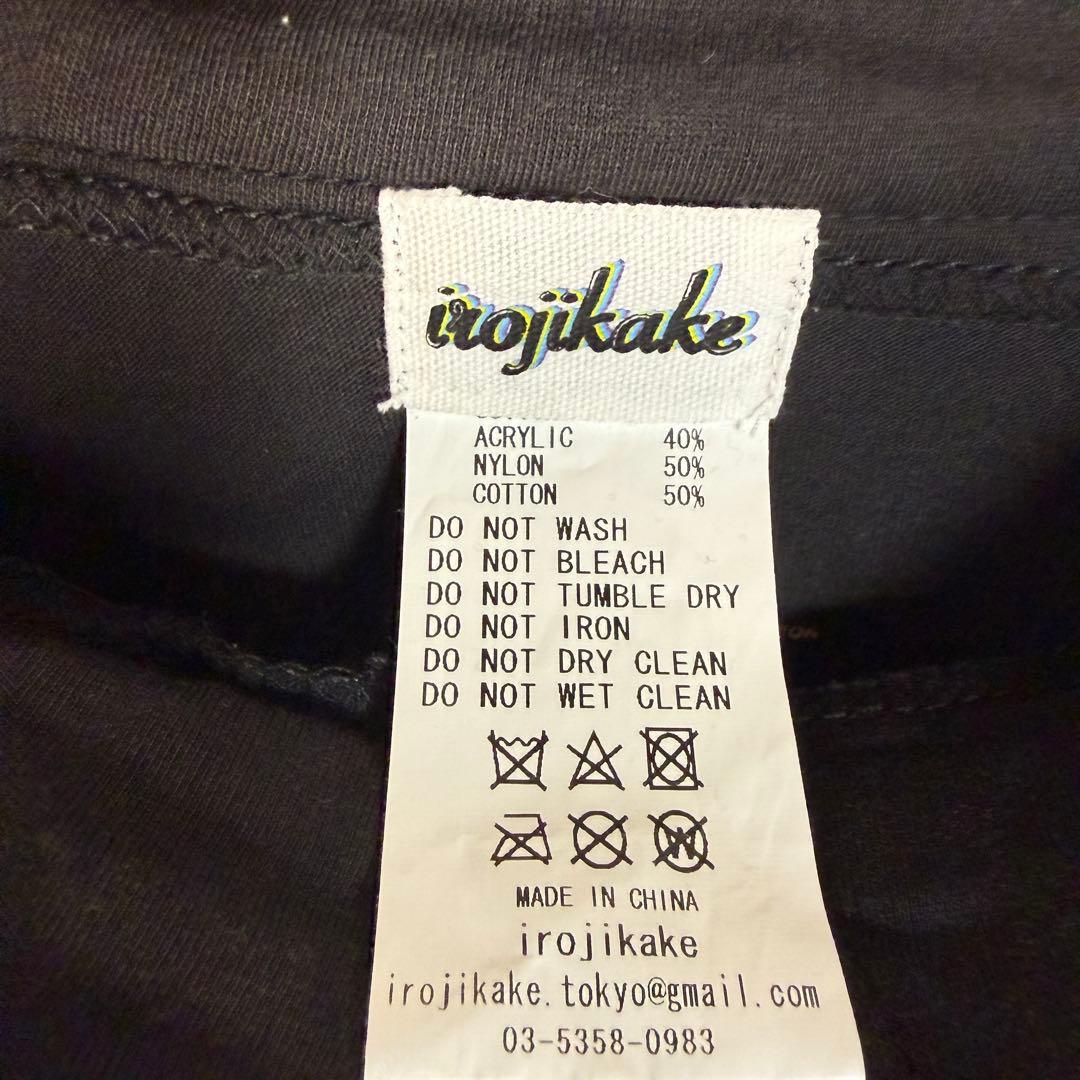 irojikake
ACRYLIC 40%
NYLON 50%
COTTON 50%
DO NOT WASH
DO NOT BLEACH
DO NOT TUMBLE DRY
DO NOT IRON
DO NOT DRY CLEAN
DO NOT WET CLEAN
W
MADE IN CHINA
irojikake
irojikake.tokyo@gmail.com
03-5358-0983